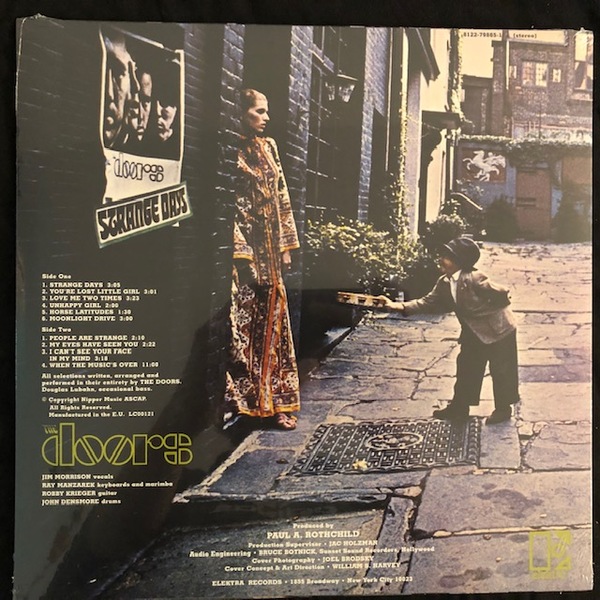 8122-79865- (stereo)
doors
STRANGE DAYS
Side One
1. STRANGE DAYS 3:05
2. YOU'RE LOST LITTLE GIRL 3:01
3. LOVE ME TWO TIMES 3:23
4. UNHAPPY GIRL 2:00
5. HORSE LATITUDES 1:30
6. MOONLIGHT DRIVE 3:00
Side Two
1. PEOPLE ARE STRANGE 2:10
2. MY EYES HAVE SEEN YOU 2:22
3. I CAN'T SEE YOUR FACE
IN MY MIND 3:18
4. WHEN THE MUSIC'S OVER 11:00
All selections written, arranged and
performed in their entirety by THE DOORS.
Douglas Lubahn, occasional bass.
© Copyright Nipper Music ASCAP.
All Rights Reserved.
Manufactured in the E.U. LC00121
THE
doors
JIM MORRISON vocals
RAY MANZAREK keyboards and marimba
ROBBY KRIEGER guitar
JOHN DENSMORE drums
Produced by
PAUL A. ROTHCHILD
Production Supervisor • JAC HOLZMAN
Audio Engineering • BRUCE BOTNICK, Sunset Sound Recorders, Hollywood
Cover Photography • JOEL BRODSKY
Cover Concept & Art Direction • WILLIAM S. HARVEY
ELEKTRA RECORDS • 1855 Broadway • New York City 10023